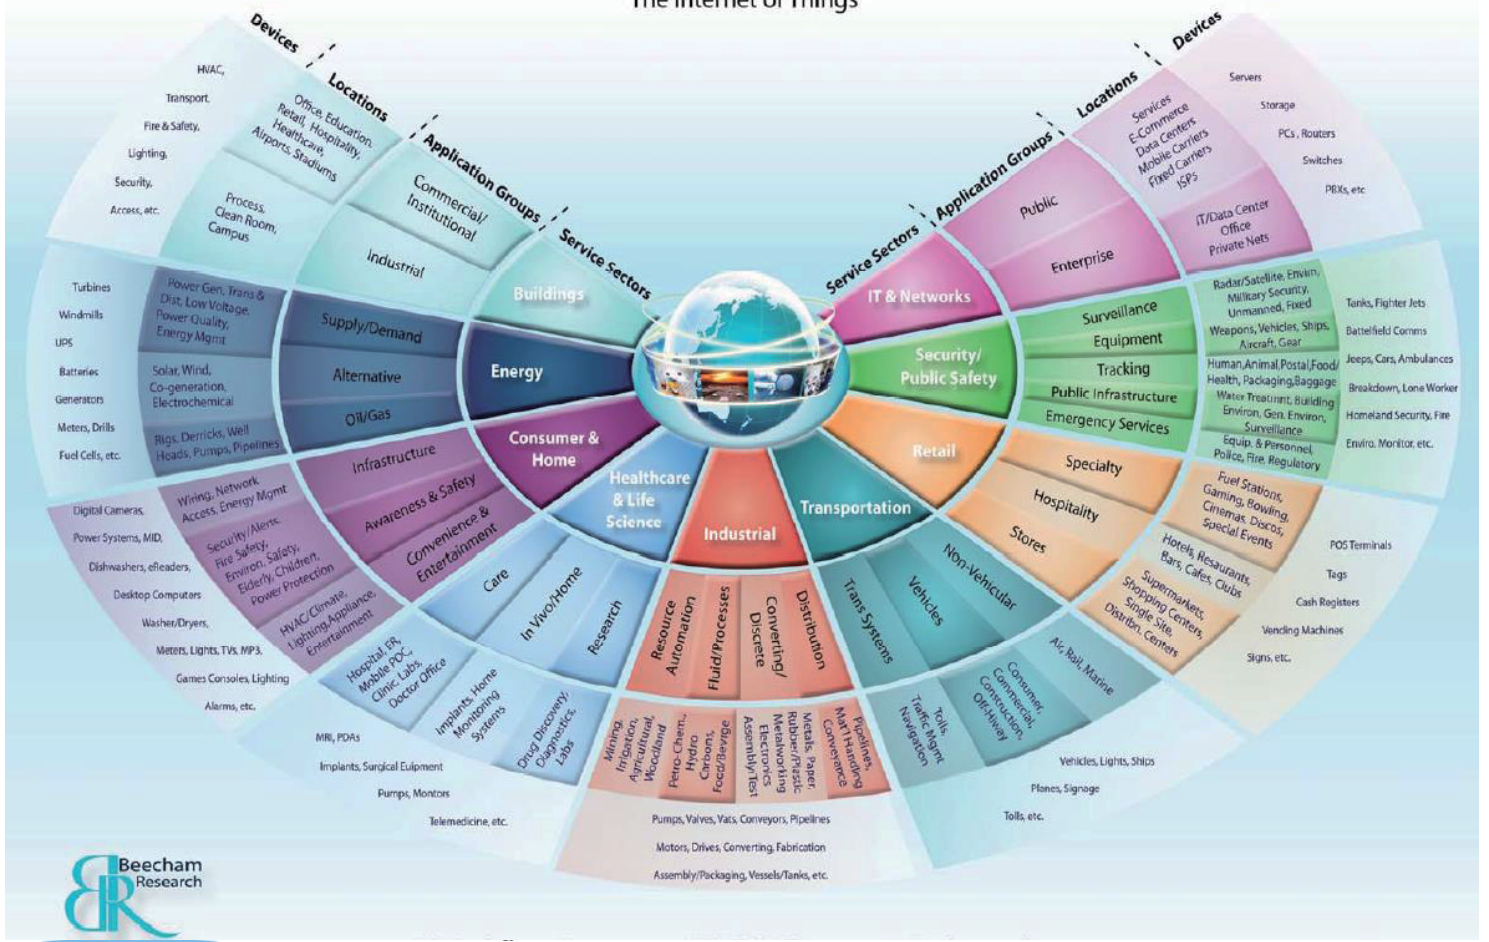 The Internet of Things
Devices
Locations
Application Groups
Service Sectors
Service Sectors
Application Groups
Locations
Devices
HVAC,
Transport,
Fire & Safety,
Lighting,
Security,
Access, etc.
Office, Education,
Retail, Hospitality,
Healthcare,
Airports, Stadiums
Process,
Clean Room,
Campus
Commercial/
Institutional
Industrial
Buildings
Turbines
Windmills
UPS
Batteries
Generators
Meters, Drills
Fuel Cells, etc.
Power Gen, Trans &
Dist, Low Voltage,
Power Quality,
Energy Mgmt
Solar, Wind,
Co-generation,
Electrochemical
Rigs, Derricks, Well
Heads, Pumps, Pipelines
Supply/Demand
Alternative
Oil/Gas
Energy
Digital Cameras,
Power Systems, MID,
Dishwashers, eReaders,
Desktop Computers
Washer/Dryers,
Meters, Lights, TVs, MP3,
Games Consoles, Lighting
Alarms, etc.
Wiring, Network
Access, Energy Mgmt
Security/Alerts,
Fire Safety,
Environ. Safety,
Elderly, Children,
Power Protection
HVAC/Climate,
Lighting,Appliance,
Entertainment
Infrastructure
Awareness & Safety
Convenience &
Entertainment
Consumer &
Home
MRI, PDAs
Implants, Surgical Euipment
Pumps, Montors
Telemedicine, etc.
Hospital, ER,
Mobile POC,
Clinic, Labs,
Doctor Office
Implants, Home
Monitoring
Systems
Drug Discovery,
Diagnostics,
Labs
Care
In Vivo/Home
Research
Healthcare
& Life
Science
Industrial
Resource
Automation
Fluid/Processes
Converting/
Discrete
Distribution
Mining,
Irrigation,
Agricultural,
Woodland
Petro-Chem.,
Hydro
Carbons,
Food/Bevrge
Metals, Paper,
Rubber/Plastic
Metalworking
Electronics
Assembly/Test
Pipelines,
Mat'l Handling
Conveyance
Pumps, Valves, Vats, Conveyors, Pipelines
Motors, Drives, Converting, Fabrication
Assembly/Packaging, Vessels/Tanks, etc.
Transportation
Trans Systems
Vehicles
Non-Vehicular
Tolls,
Traffic Mgmt
Navigation
Consumer,
Commercial,
Construction,
Off-Hiway
Air, Rail, Marine
Vehicles, Lights, Ships
Planes, Signage
Tolls, etc.
Retail
Specialty
Hospitality
Stores
Fuel Stations,
Gaming, Bowling,
Cinemas, Discos,
Special Events
Hotels, Restaurants,
Bars, Cafes, Clubs
Supermarkets,
Shopping Centers,
Single Site,
Distribn. Centers
POS Terminals
Tags
Cash Registers
Vending Machines
Signs, etc.
Security/
Public Safety
Surveillance
Equipment
Tracking
Public Infrastructure
Emergency Services
Radar/Satellite, Envirn,
Military Security,
Unmanned, Fixed
Weapons, Vehicles, Ships,
Aircraft, Gear
Human,Animal,Postal,Food/
Health, Packaging,Baggage
Water Treatmnt, Building
Environ, Gen. Environ,
Surveillance
Equip. & Personnel,
Police, Fire, Regulatory
Tanks, Fighter Jets
Battelfield Comms
Jeeps, Cars, Ambulances
Breakdown, Lone Worker
Homeland Security, Fire
Enviro. Monitor, etc.
IT & Networks
Public
Enterprise
Services
E-Commerce
Data Centers
Mobile Carriers
Fixed Carriers
ISPs
IT/Data Center
Office
Private Nets
Servers
Storage
PCs, Routers
Switches
PBXs, etc
BR
Beecham
Research